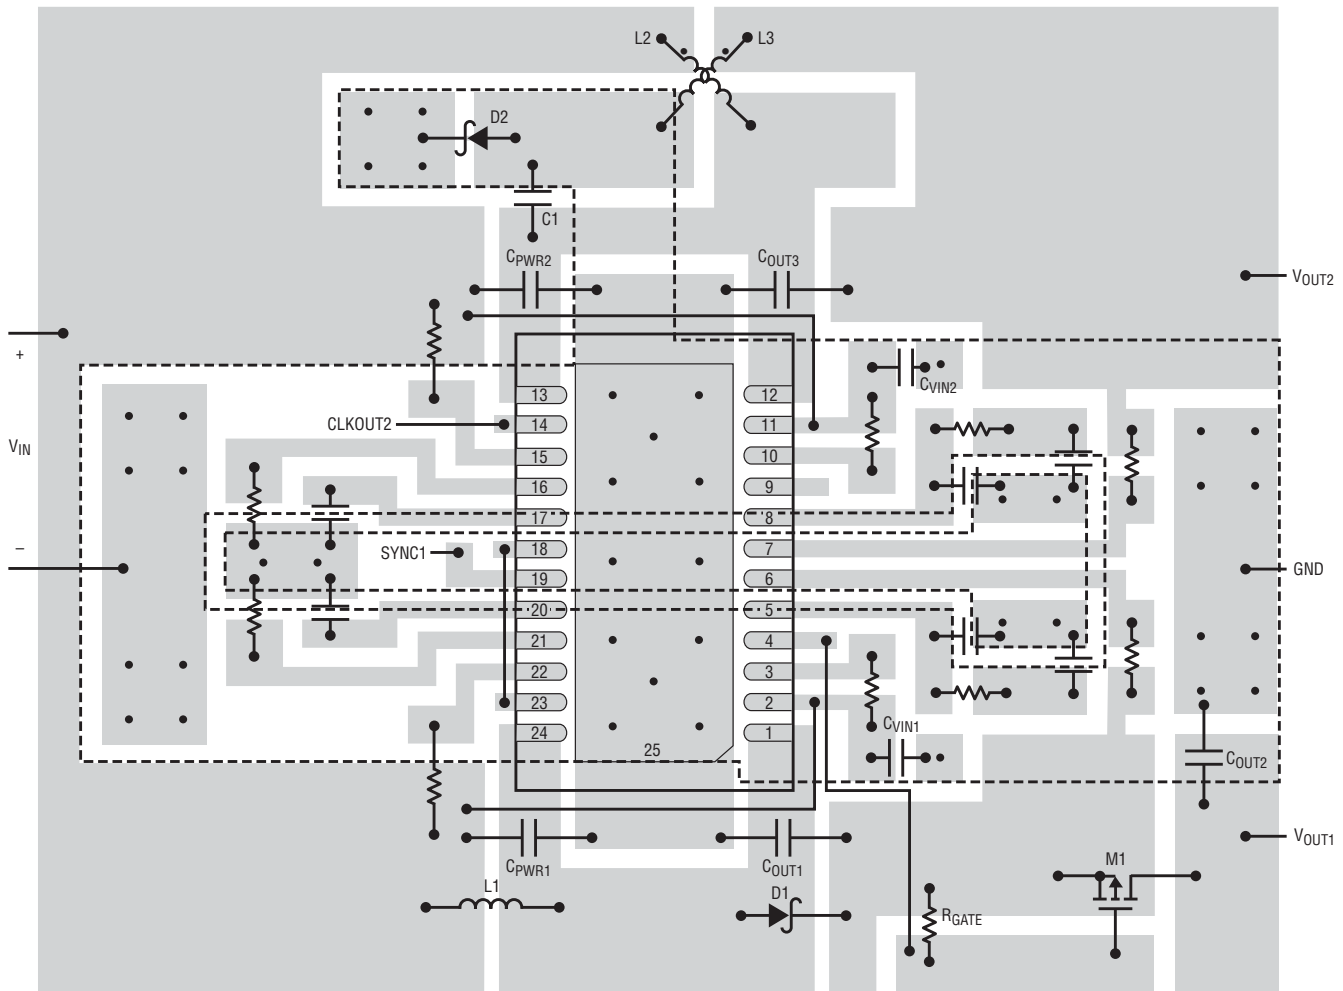 L2
L3
D2
C1
CPWR2
COUT3
VOUT2
+
13
12
CVIN2
CLKOUT2
14
11
VIN
15
10
16
9
17
8
–
SYNC1
18
7
19
6
GND
20
5
21
4
22
3
23
2
24
1
CVIN1
25
COUT2
VOUT1
CPWR1
COUT1
M1
L1
D1
RGATE